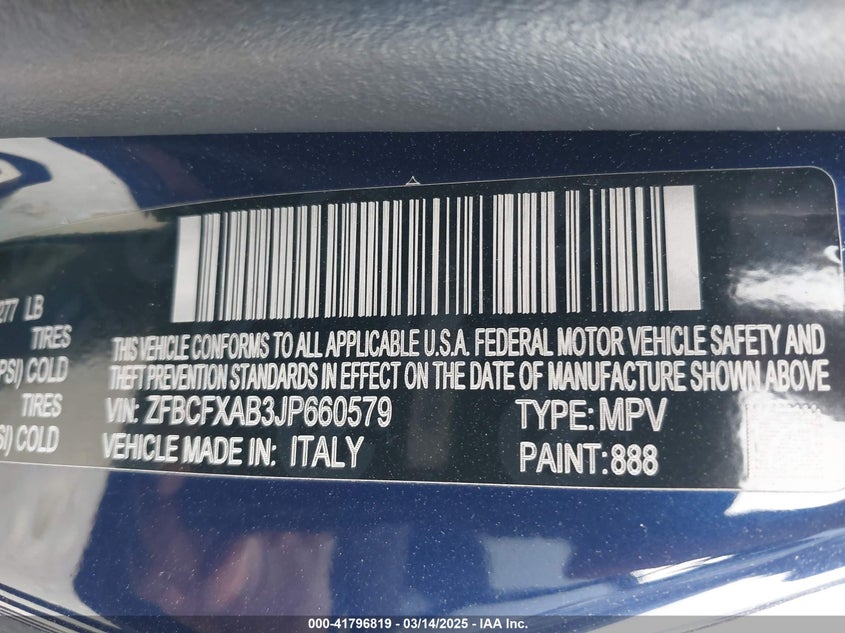 277 LB
TIRES
PSI) COLD
TIRES
SI) COLD
THIS VEHICLE CONFORMS TO ALL APPLICABLE U.S.A. FEDERAL MOTOR VEHICLE SAFETY AND
THEFT PREVENTION STANDARDS IN EFFECT ON THE DATE OF MANUFACTURE SHOWN ABOVE
VIN: ZFBCFXAB3JP660579 TYPE: MPV
VEHICLE MADE IN: ITALY PAINT: 888
000-41796819 / 03/14/2025 - IAA Inc.